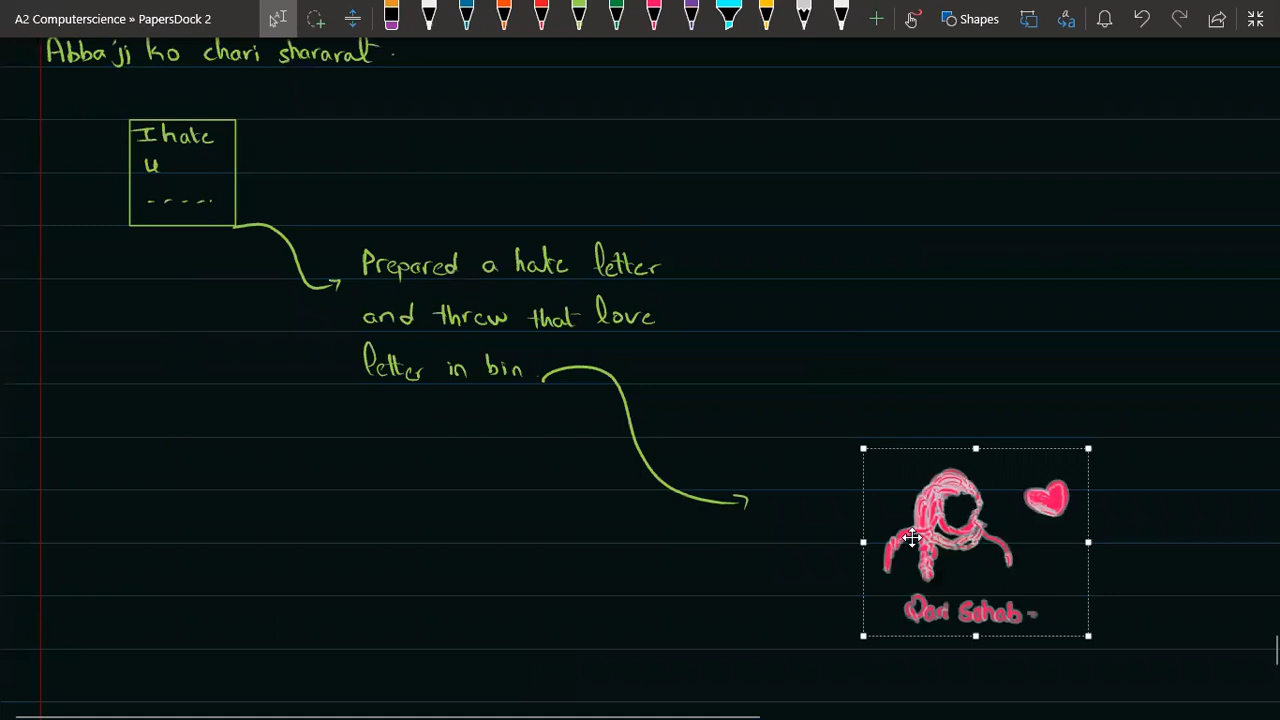 A2 Computerscience » PapersDock 2
Shapes
Abba'ji ko chari shararat.
I hate
u
Prepared a hate letter
and threw that love
letter in bin
Qari Sahab